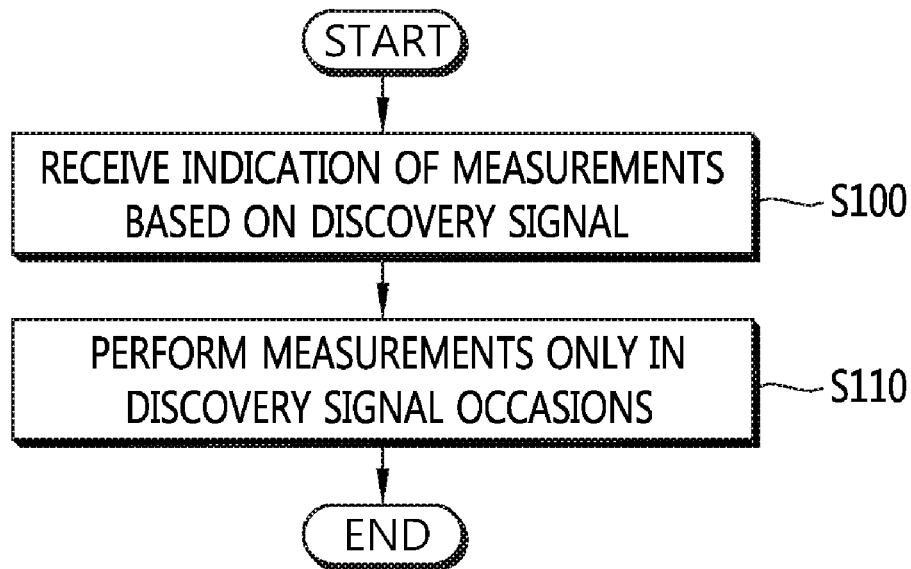 START
RECEIVE INDICATION OF MEASUREMENTS
BASED ON DISCOVERY SIGNAL
S100
PERFORM MEASUREMENTS ONLY IN
DISCOVERY SIGNAL OCCASIONS
S110
END